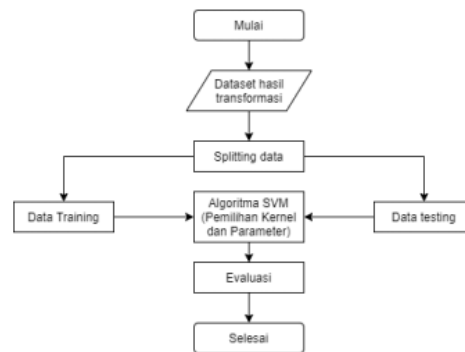 Mulai
Dataset hasil
transformasi
Splitting data
Data Training
Algoritma SVM
(Pemilihan Kernel
dan Parameter)
Data testing
Evaluasi
Selesai